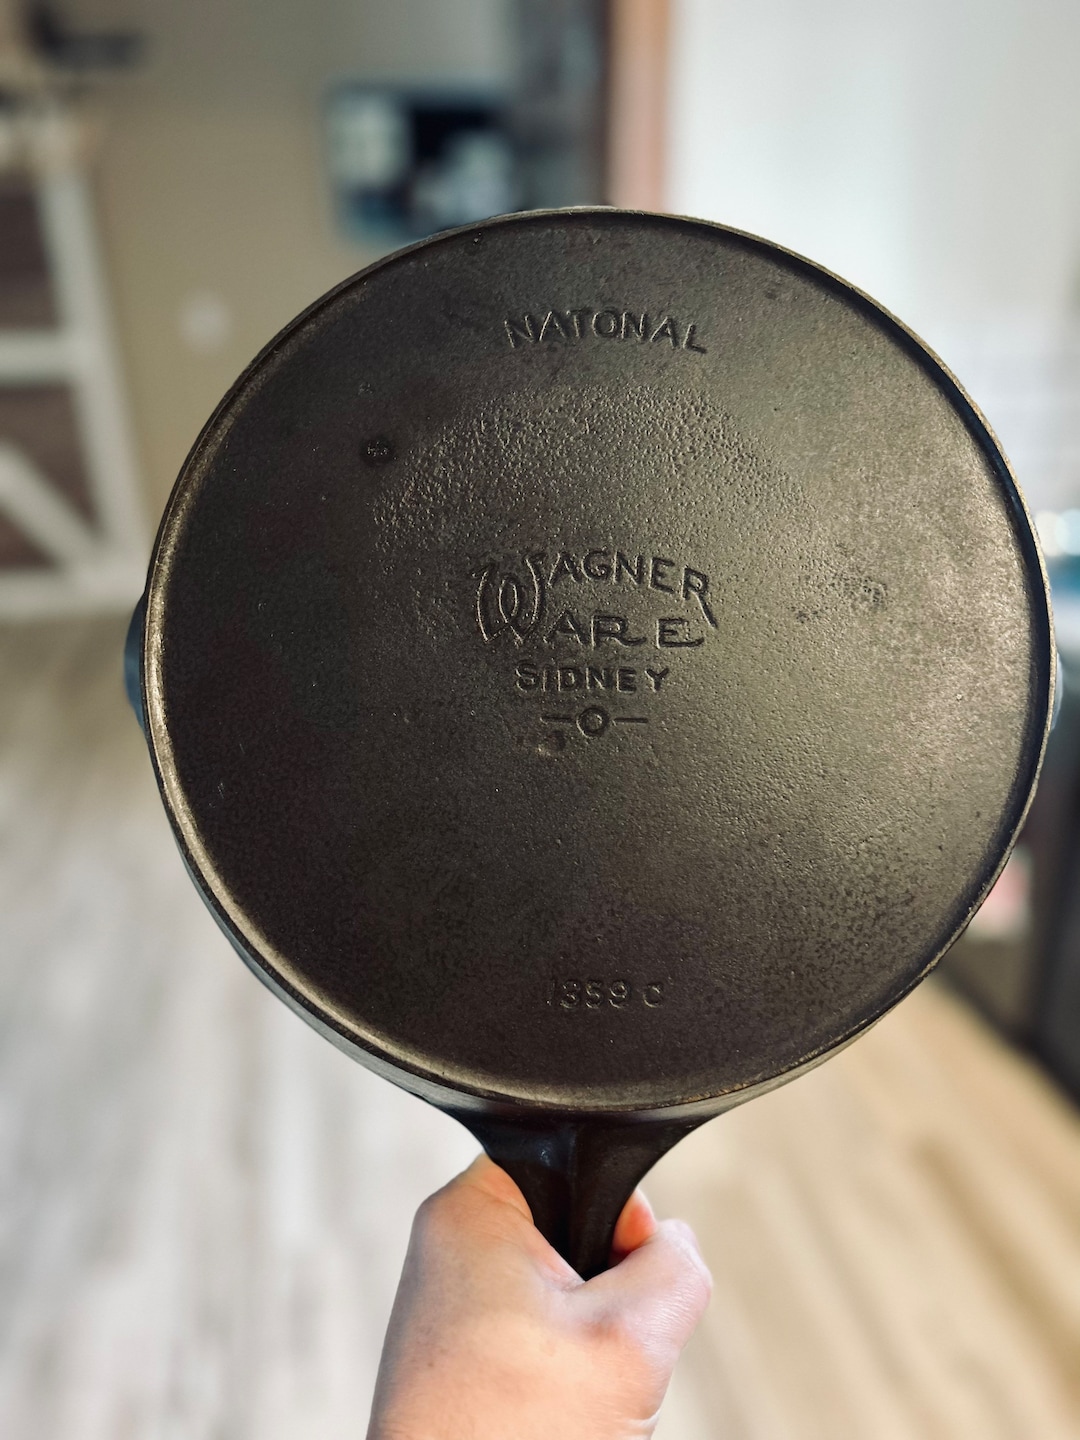 NATONAL
WAGNER
WARE
SIDNEY
-O-
1359 C